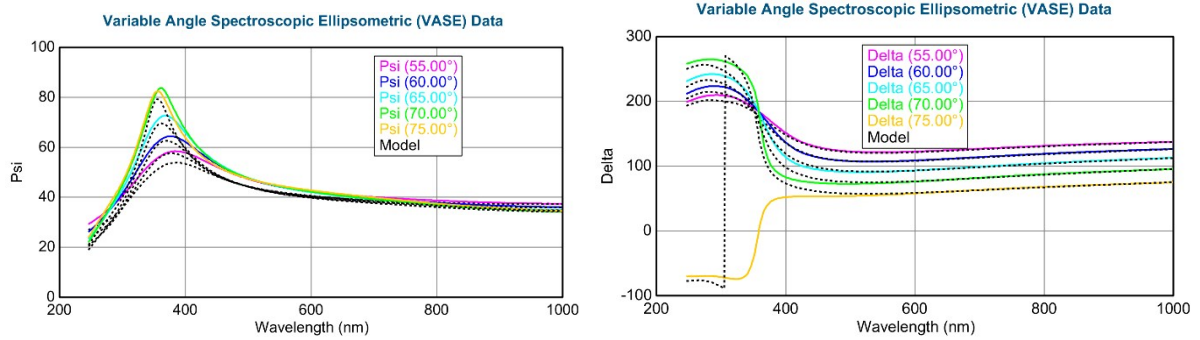 Variable Angle Spectroscopic Ellipsometric (VASE) Data
100
80
60
40
20
0
Psi
Psi (55.00°)
Psi (60.00°)
Psi (65.00°)
Psi (70.00°)
Psi (75.00°)
Model
200
400
600
800
1000
Wavelength (nm)
Variable Angle Spectroscopic Ellipsometric (VASE) Data
300
200
100
0
-100
Delta
Delta (55.00°)
Delta (60.00°)
Delta (65.00°)
Delta (70.00°)
Delta (75.00°)
Model
200
400
600
800
1000
Wavelength (nm)